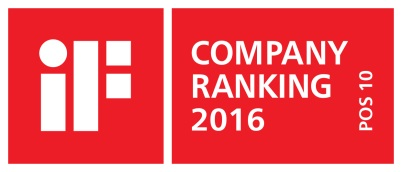 iF
COMPANY
RANKING
2016
POS 10